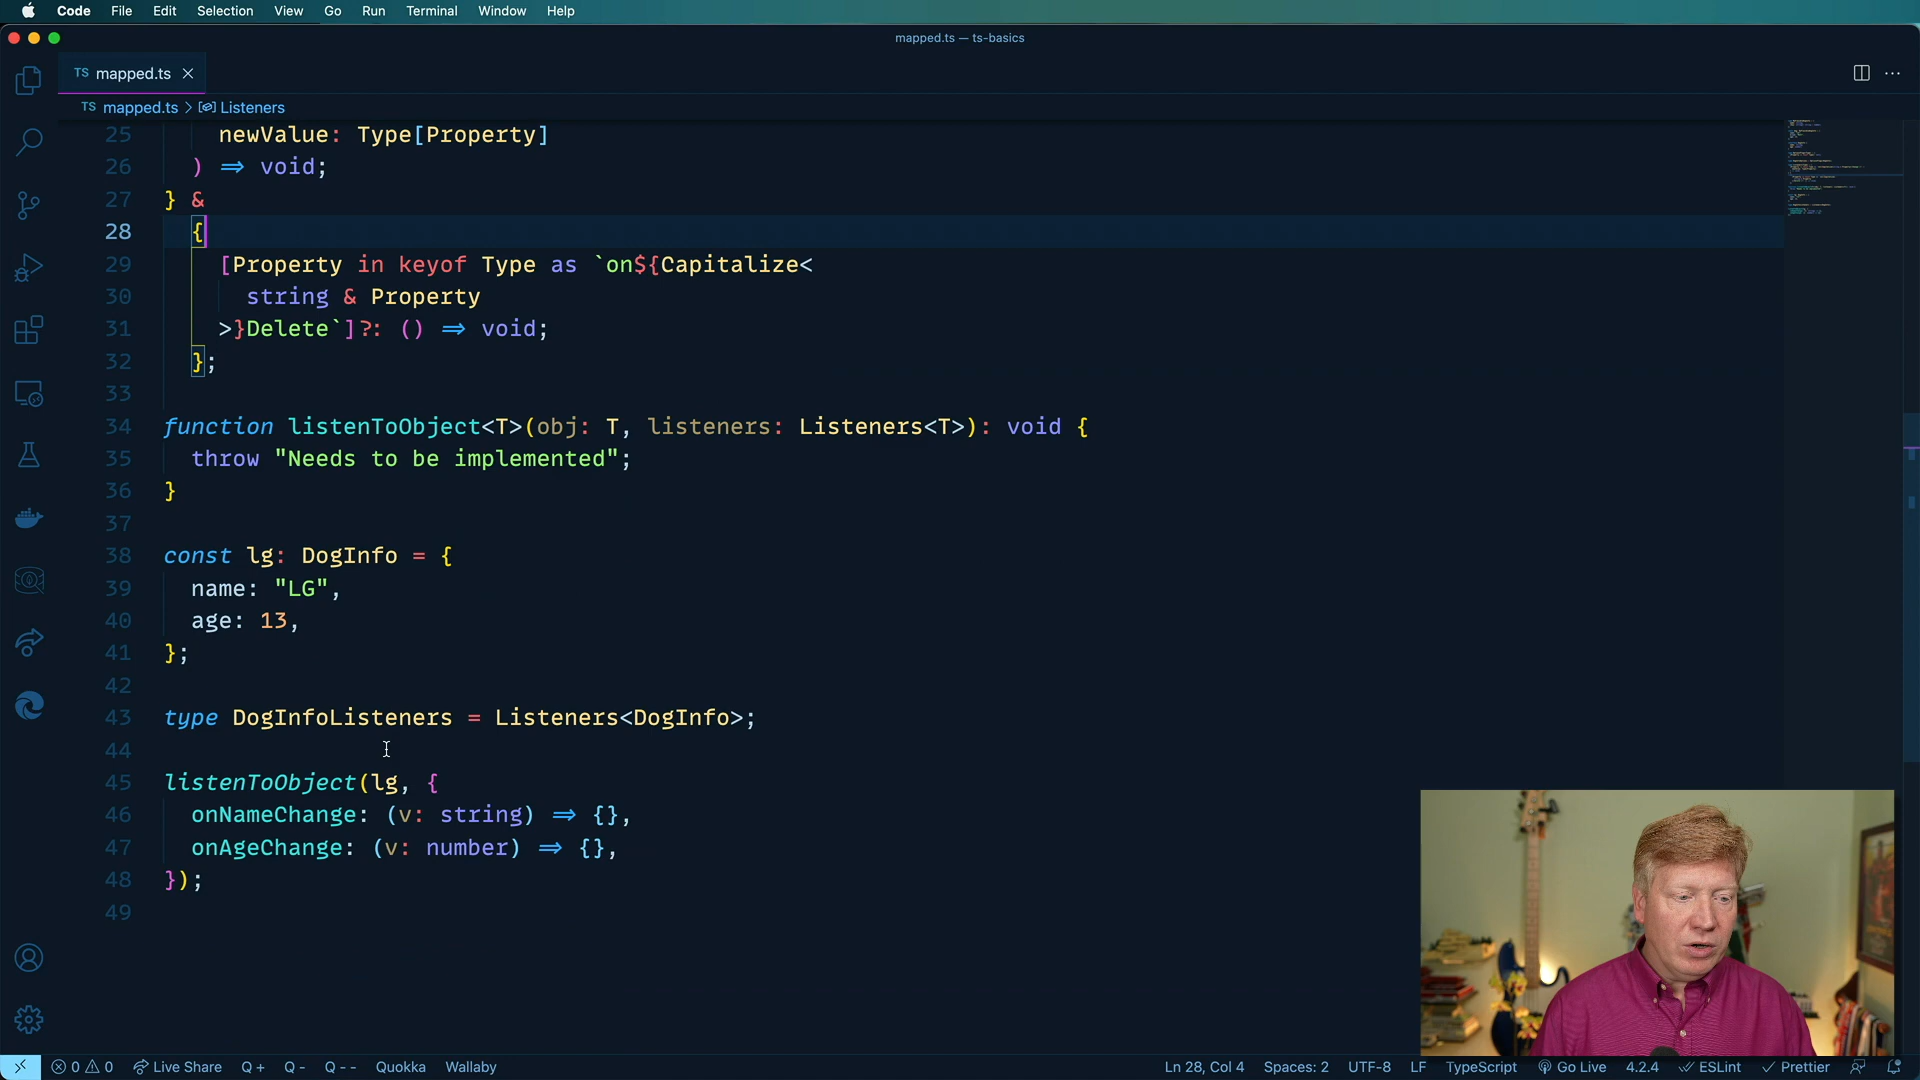 Code File Edit Selection View Go Run Terminal Window Help
mapped.ts — ts-basics
TS mapped.ts
TS mapped.ts > Listeners
25 newValue: Type[Property]
26 ) => void;
27 } &
28 {
29 [Property in keyof Type as `on${Capitalize<
30 string & Property
31 >}Delete`]?: () => void;
32 };
33
34 function listenToObject<T>(obj: T, listeners: Listeners<T>): void {
35 throw "Needs to be implemented";
36 }
37
38 const lg: DogInfo = {
39 name: "LG",
40 age: 13,
41 };
42
43 type DogInfoListeners = Listeners<DogInfo>;
44
45 listenToObject(lg, {
46 onNameChange: (v: string) => {},
47 onAgeChange: (v: number) => {},
48 });
49
0 0 Live Share Q + Q - Q -- Quokka Wallaby Ln 28, Col 4 Spaces: 2 UTF-8 LF TypeScript Go Live 4.2.4 ESLint Prettier